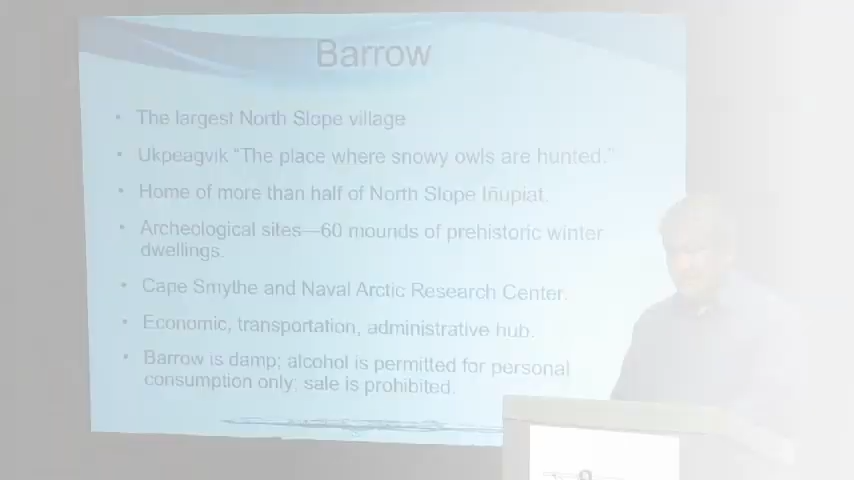 Barrow
• The largest North Slope village
• Ukpeagvik “The place where snowy owls are hunted.”
• Home of more than half of North Slope Iñupiat.
• Archeological sites—60 mounds of prehistoric winter
dwellings.
• Cape Smythe and Naval Arctic Research Center.
• Economic, transportation, administrative hub.
• Barrow is damp; alcohol is permitted for personal
consumption only; sale is prohibited.